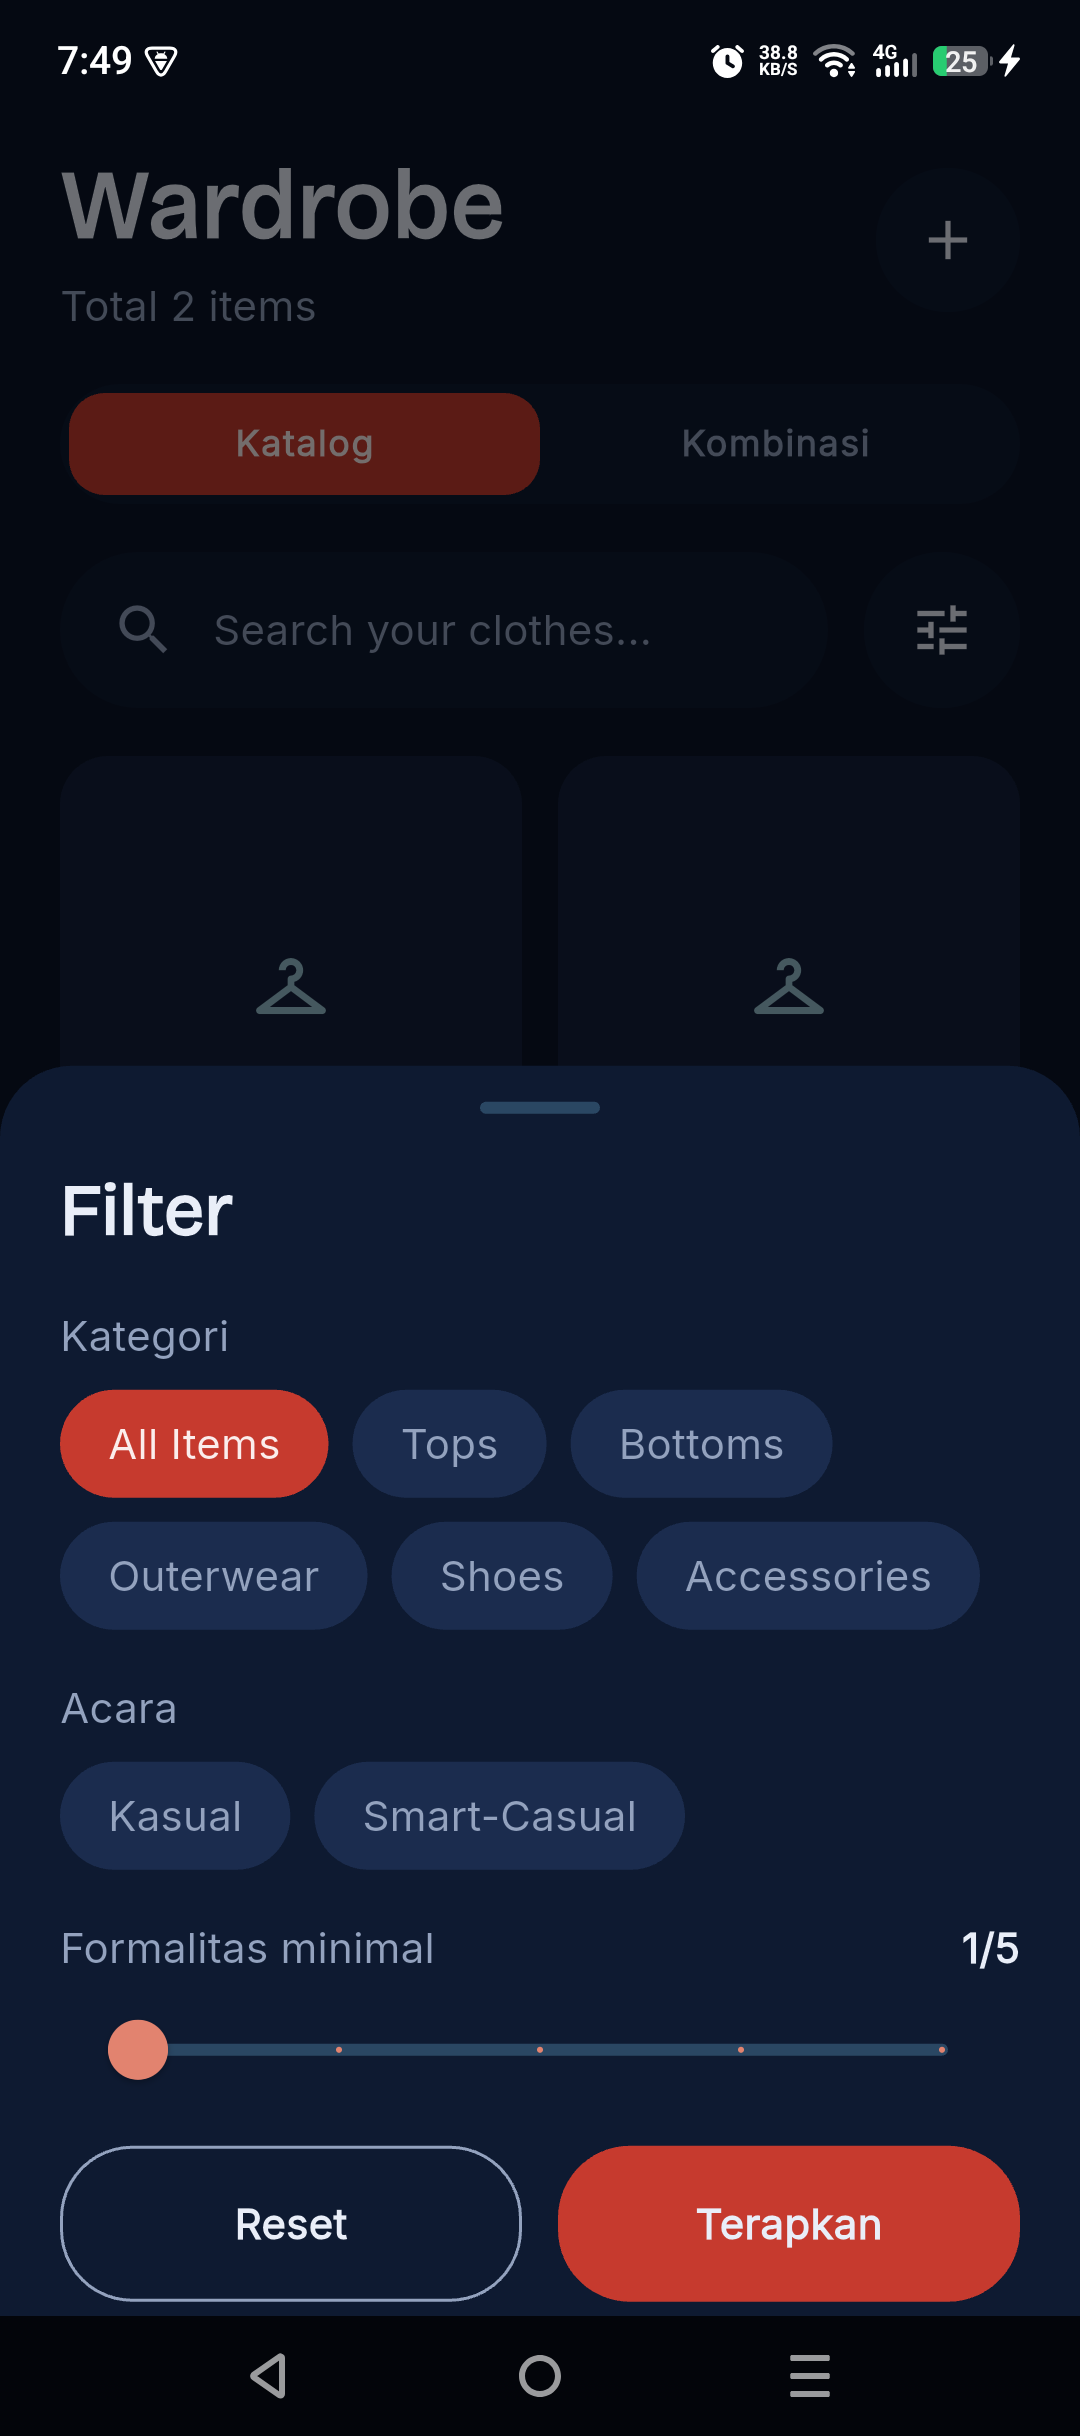 7:49
38.8
KB/S
4G
25
Wardrobe
Total 2 items
Katalog
Kombinasi
Search your clothes...
Filter
Kategori
All Items
Tops
Bottoms
Outerwear
Shoes
Accessories
Acara
Kasual
Smart-Casual
Formalitas minimal
1/5
Reset
Terapkan